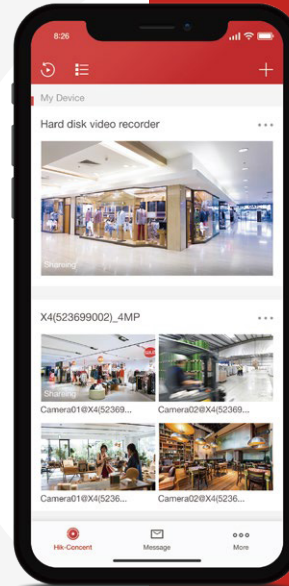 8:26
My Device
Hard disk video recorder
Sharing
X4(523699002)_4MP
Sharing
Camera01@X4(52369...
Camera02@X4(52369...
Camera01@X4(5236...
Camera02@X4(5236...
Hik-Concent
Message
More